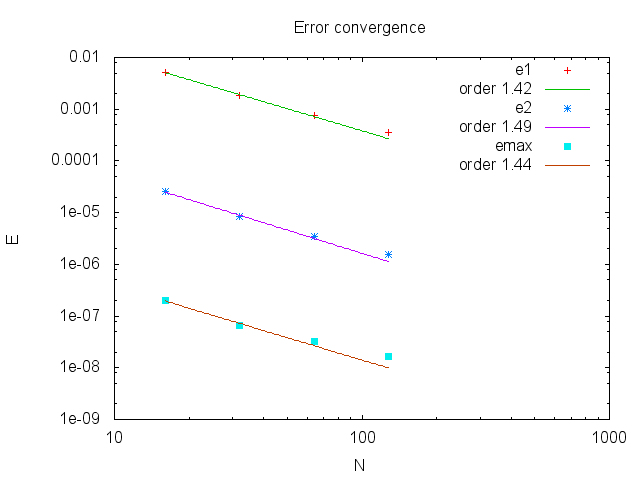 Error convergence
0.01
0.001
0.0001
1e-05
1e-06
1e-07
1e-08
1e-09
10
100
1000
E
N
e1
order 1.42
e2
order 1.49
emax
order 1.44